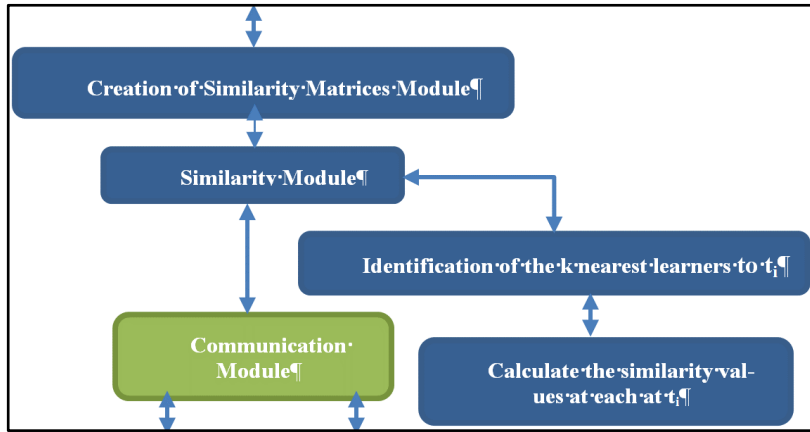 Creation·of·Similarity·Matrices·Module¶
Similarity·Module¶
Identification·of·the·k·nearest·learners·to·tᵢ¶
Communication·
Module¶
Calculate·the·similarity·val-
ues·at·each·at·tᵢ¶